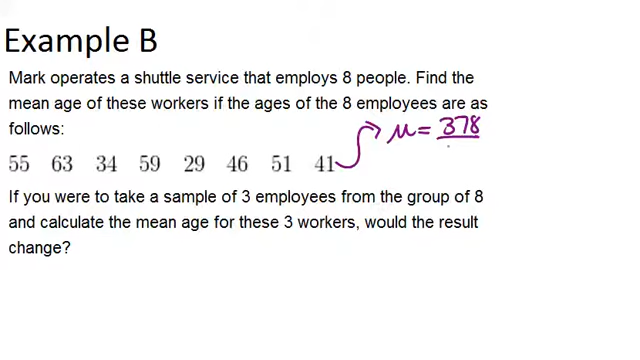 Example B
Mark operates a shuttle service that employs 8 people. Find the
mean age of these workers if the ages of the 8 employees are as
follows:
μ = 378
55 63 34 59 29 46 51 41
If you were to take a sample of 3 employees from the group of 8
and calculate the mean age for these 3 workers, would the result
change?